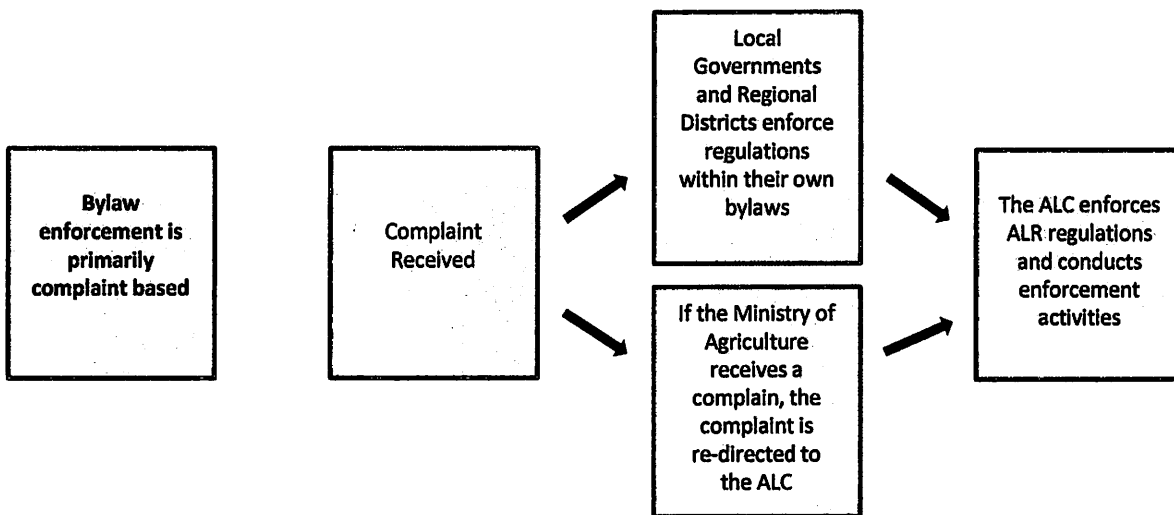 Bylaw
enforcement is
primarily
complaint based
Complaint
Received
Local
Governments
and Regional
Districts enforce
regulations
within their own
bylaws
If the Ministry of
Agriculture
receives a
complain, the
complaint is
re-directed to
the ALC
The ALC enforces
ALR regulations
and conducts
enforcement
activities